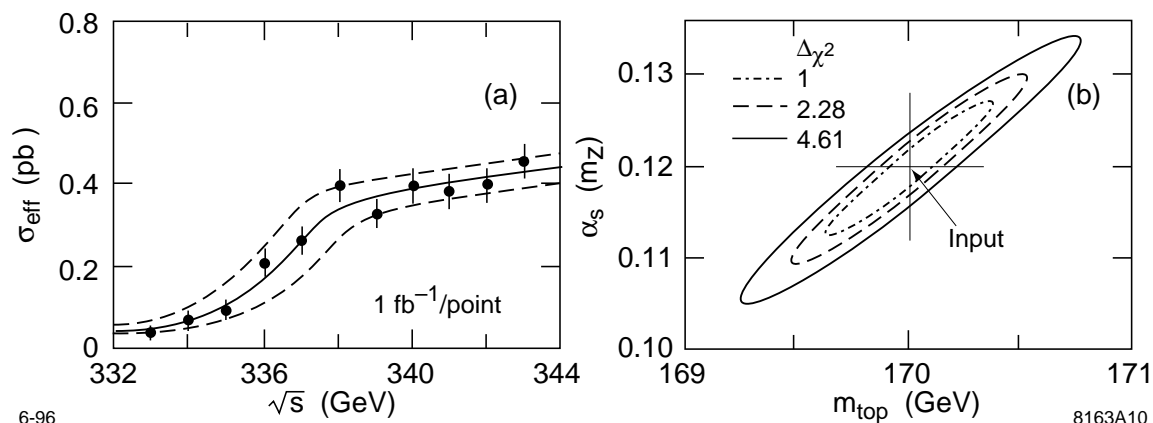 0.8
0.6
0.4
0.2
0
σeff (pb)
(a)
1 fb⁻¹/point
332
336
340
344
√s (GeV)
6-96
0.13
0.12
0.11
0.10
αs (mZ)
Δχ2
1
2.28
4.61
(b)
Input
169
170
171
mtop (GeV)
8163A10